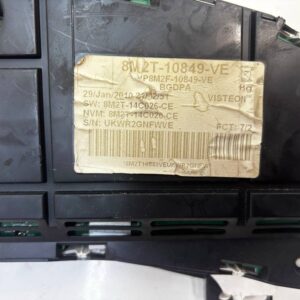 8M2T-10849-VE
VP8M2F-10849-VE
BGDPA
29/Jan/2010
VISTEON
SW: 8M2T-14C026-CE
NVM: 8M2T-14C026-CE
S/N: UKWR2GNFWVE
FCT: 7/2